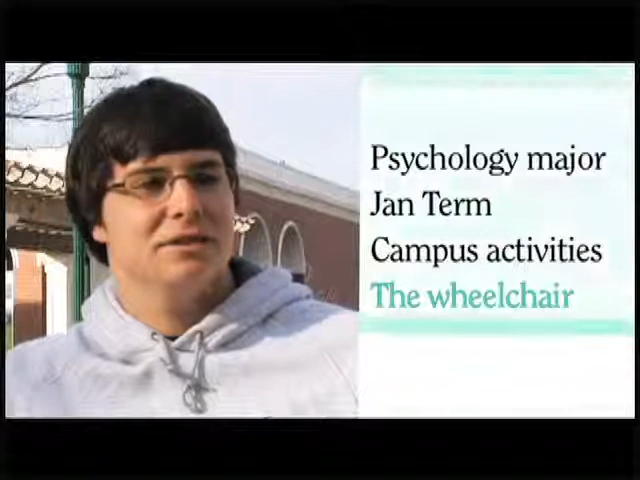 Psychology major
Jan Term
Campus activities
The wheelchair